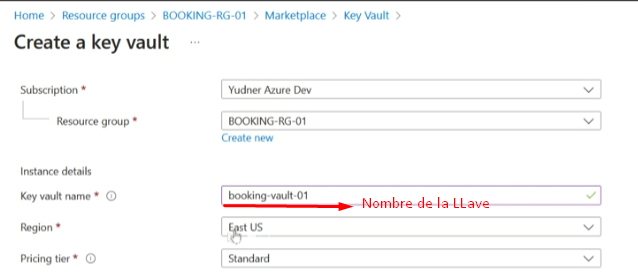 Home > Resource groups > BOOKING-RG-01 > Marketplace > Key Vault >
Create a key vault ...
Subscription * Yudner Azure Dev
Resource group * BOOKING-RG-01
Create new
Instance details
Key vault name * booking-vault-01 Nombre de la LLave
Region * East US
Pricing tier * Standard